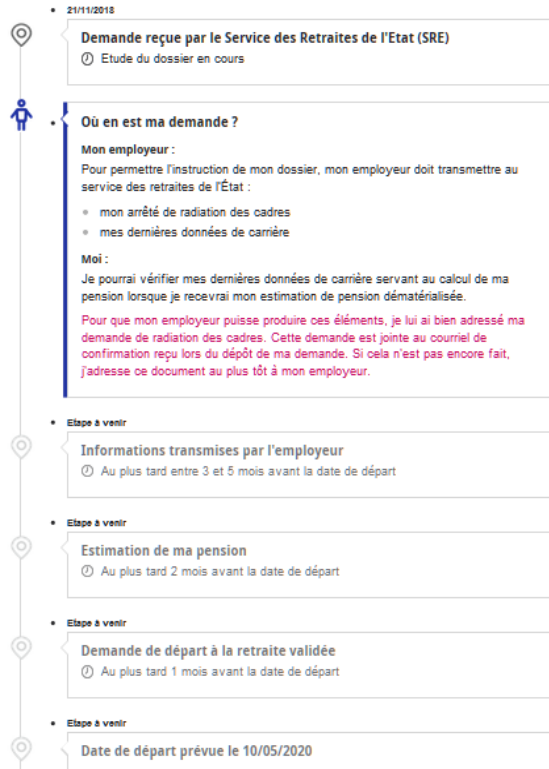 21/11/2018
Demande reçue par le Service des Retraites de l'Etat (SRE)
Etude du dossier en cours
Où en est ma demande ?
Mon employeur :
Pour permettre l'instruction de mon dossier, mon employeur doit transmettre au
service des retraites de l'État :
mon arrêté de radiation des cadres
mes dernières données de carrière
Moi :
Je pourrai vérifier mes dernières données de carrière servant au calcul de ma
pension lorsque je recevrai mon estimation de pension dématérialisée.
Pour que mon employeur puisse produire ces éléments, je lui ai bien adressé ma
demande de radiation des cadres. Cette demande est jointe au courriel de
confirmation reçu lors du dépôt de ma demande. Si cela n'est pas encore fait,
j'adresse ce document au plus tôt à mon employeur.
Etape à venir
Informations transmises par l'employeur
Au plus tard entre 3 et 5 mois avant la date de départ
Etape à venir
Estimation de ma pension
Au plus tard 2 mois avant la date de départ
Etape à venir
Demande de départ à la retraite validée
Au plus tard 1 mois avant la date de départ
Etape à venir
Date de départ prévue le 10/05/2020